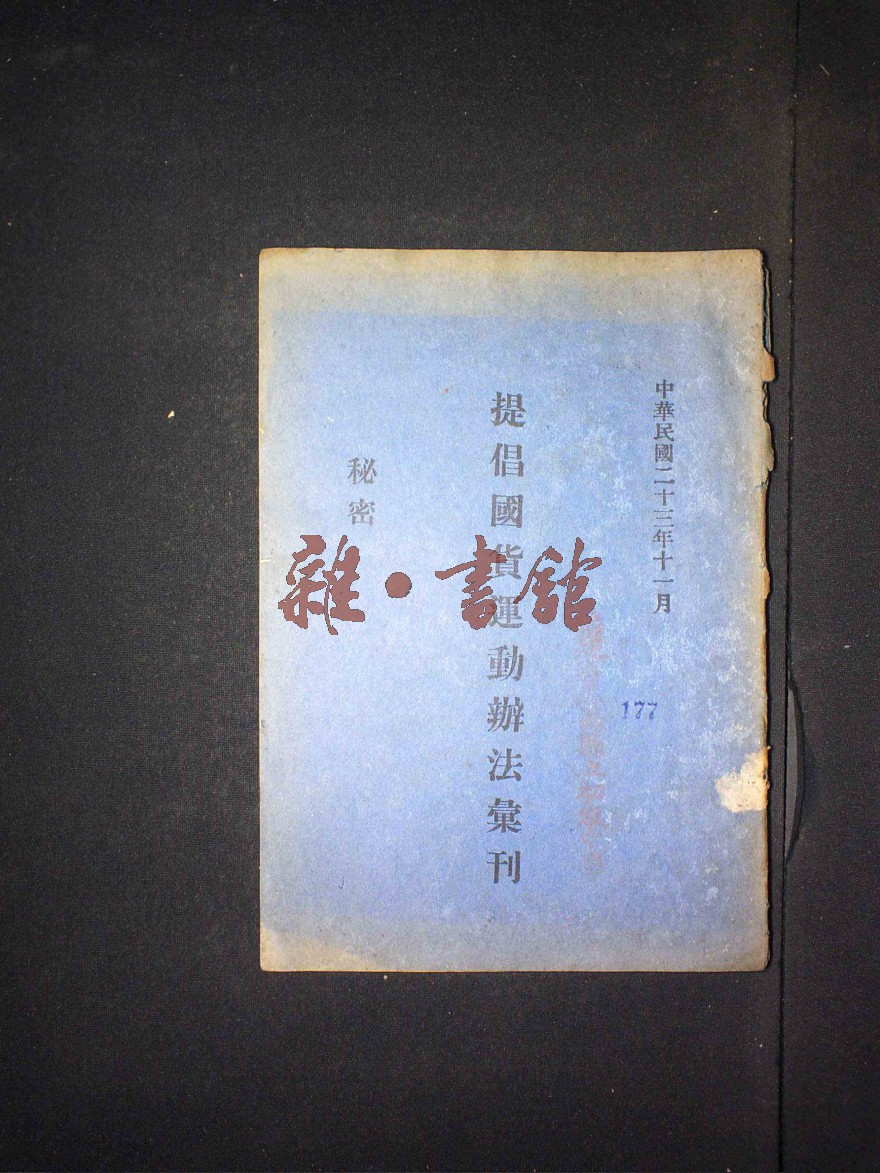 中華民國二十三年十一月
177
提倡國貨運動辦法彙刊
秘密
雜·書館